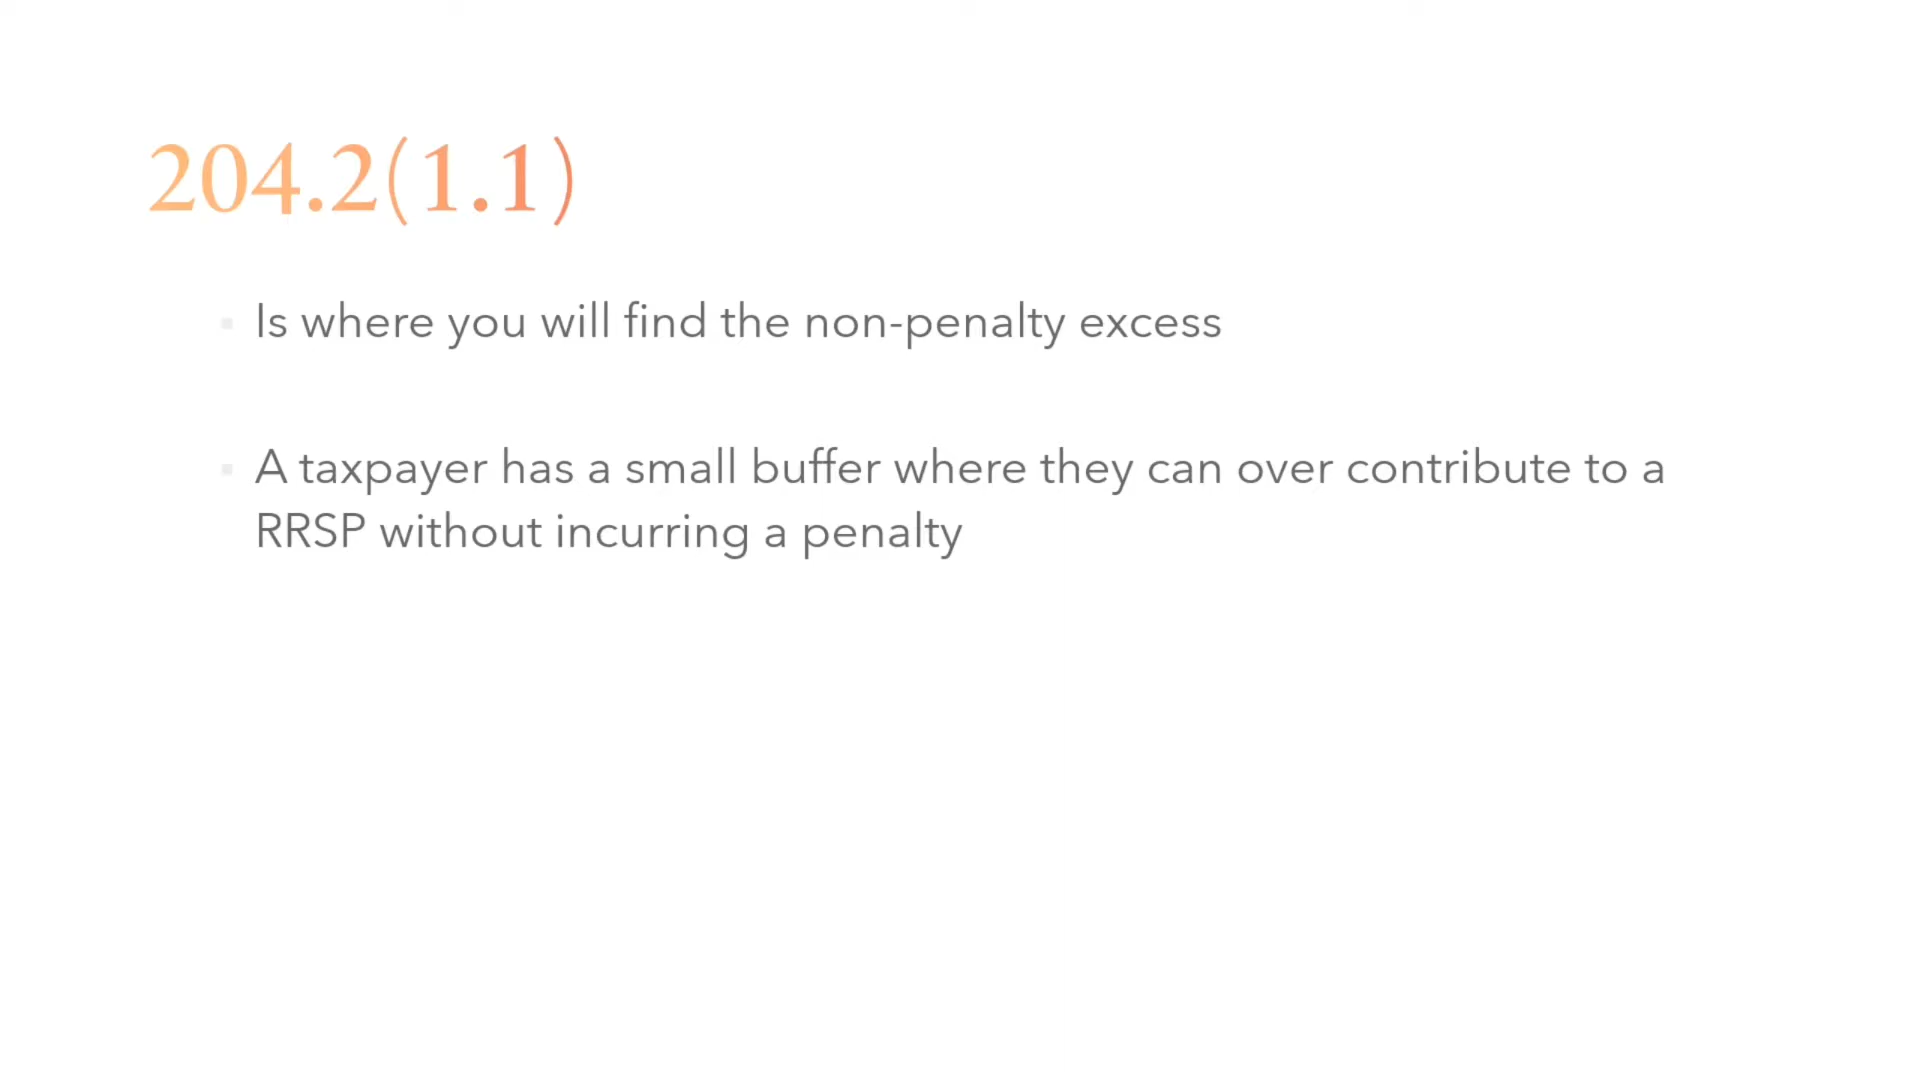 204.2(1.1)
Is where you will find the non-penalty excess
A taxpayer has a small buffer where they can over contribute to a
RRSP without incurring a penalty